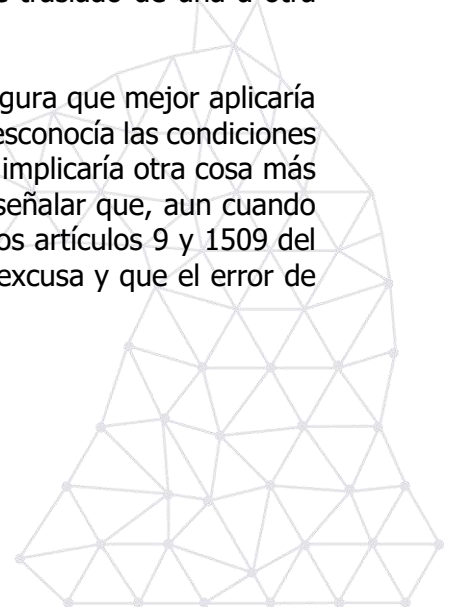 traslado de una a otra
gura que mejor aplicaría
esconocía las condiciones
implicaría otra cosa más
señalar que, aun cuando
os artículos 9 y 1509 del
excusa y que el error de